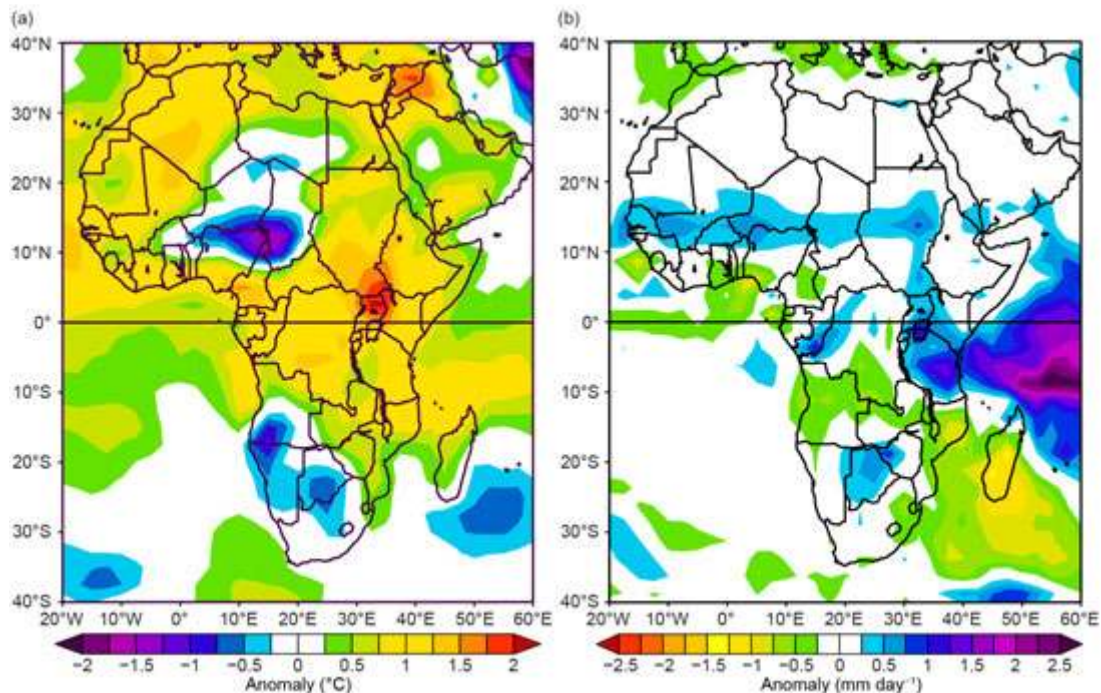 (a)
(b)
40°N
30°N
20°N
10°N
0°
10°S
20°S
30°S
40°S
20°W 10°W 0° 10°E 20°E 30°E 40°E 50°E 60°E
−2 −1.5 −1 −0.5 0 0.5 1 1.5 2
Anomaly (°C)
40°N
30°N
20°N
10°N
0°
10°S
20°S
30°S
40°S
20°W 10°W 0° 10°E 20°E 30°E 40°E 50°E 60°E
−2.5 −2 −1.5 −1 −0.5 0 0.5 1 1.5 2 2.5
Anomaly (mm day⁻¹)